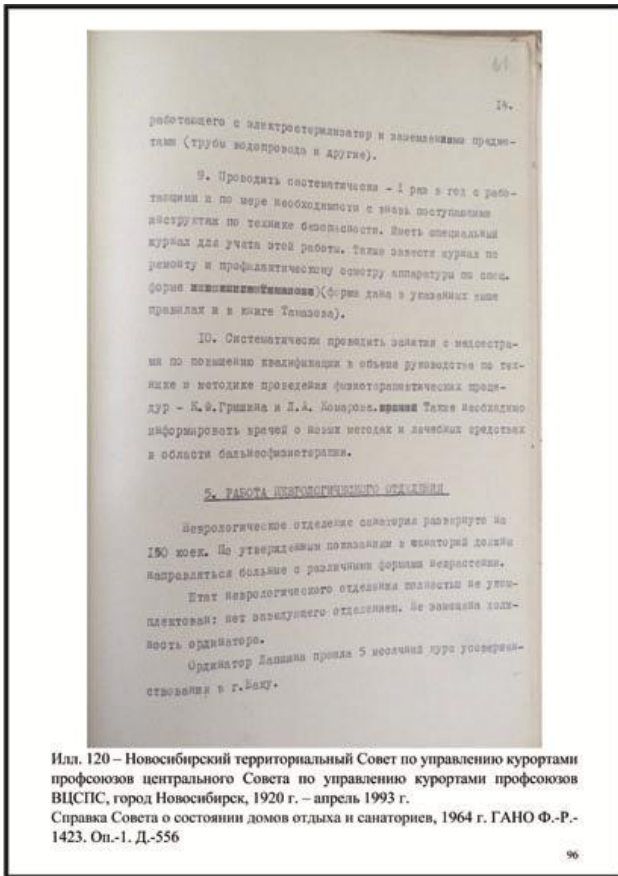 61
14.
работающего с электростерилизатор и заземленными предме-
тами (трубы водопровода и другие).
9. Проводить систематически - I раз в год с рабо-
тающими и по мере необходимости с вновь поступающими
инструктаж по технике безопасности. Иметь специальный
журнал для учета этой работы. Также завести журнал по
ремонту и профилактическому осмотру аппаратуры по спец.
форме (форма дана в указанных выше
правилах и в книге Тамазова).
10. Систематически проводить занятия с медсестра-
ми по повышению квалификации в объеме руководства по тех-
нике и методике проведения физиотерапевтических проце-
дур - К.Ф.Гришина и Л.А. Комарова. Также необходимо
информировать врачей о новых методах и лечебных средствах
в области бальнеофизиотерапии.
5. РАБОТА НЕВРОЛОГИЧЕСКОГО ОТДЕЛЕНИЯ
Неврологическое отделение санатория развернуто на
150 коек. По утвержденным показаниям в санаторий должны
направляться больные с различными формами неврастении.
Штат неврологического отделения полностью не уком-
плектован: нет заведующего отделением. Не замещена долж-
ность ординатора.
Ординатор Лапшина прошла 5 месячный курс усовершен-
ствования в г.Баку.
Илл. 120 – Новосибирский территориальный Совет по управлению курортами
профсоюзов центрального Совета по управлению курортами профсоюзов
ВЦСПС, город Новосибирск, 1920 г. – апрель 1993 г.
Справка Совета о состоянии домов отдыха и санаториев, 1964 г. ГАНО Ф.-Р.-
1423. Оп.-1. Д.-556
96